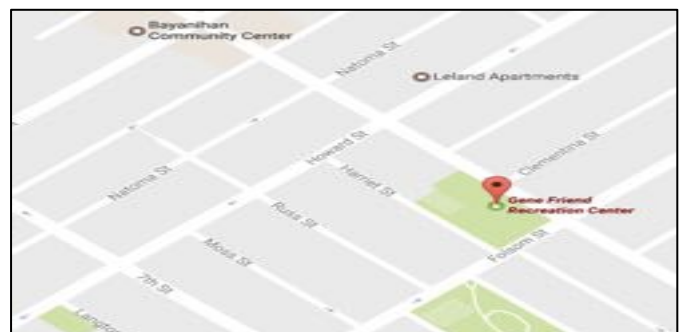 Bayanihan
Community Center
Natoma St
Leland Apartments
Howard St
Clementina St
Natoma St
Harriet St
Gene Friend
Recreation Center
Russ St
Folsom St
Moss St
7th St
Langto